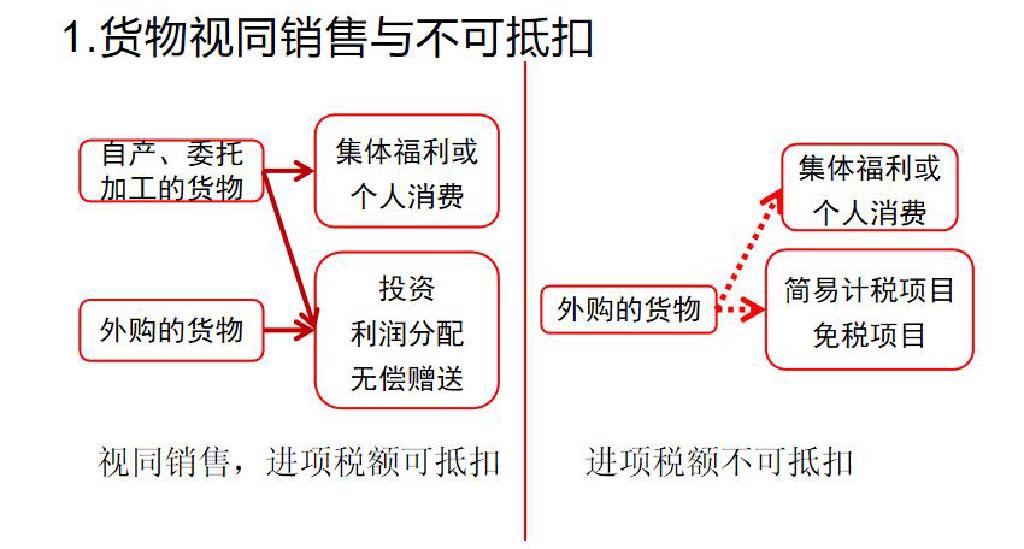 1.货物视同销售与不可抵扣
自产、委托
加工的货物
集体福利或
个人消费
外购的货物
投资
利润分配
无偿赠送
视同销售，进项税额可抵扣
集体福利或
个人消费
外购的货物
简易计税项目
免税项目
进项税额不可抵扣